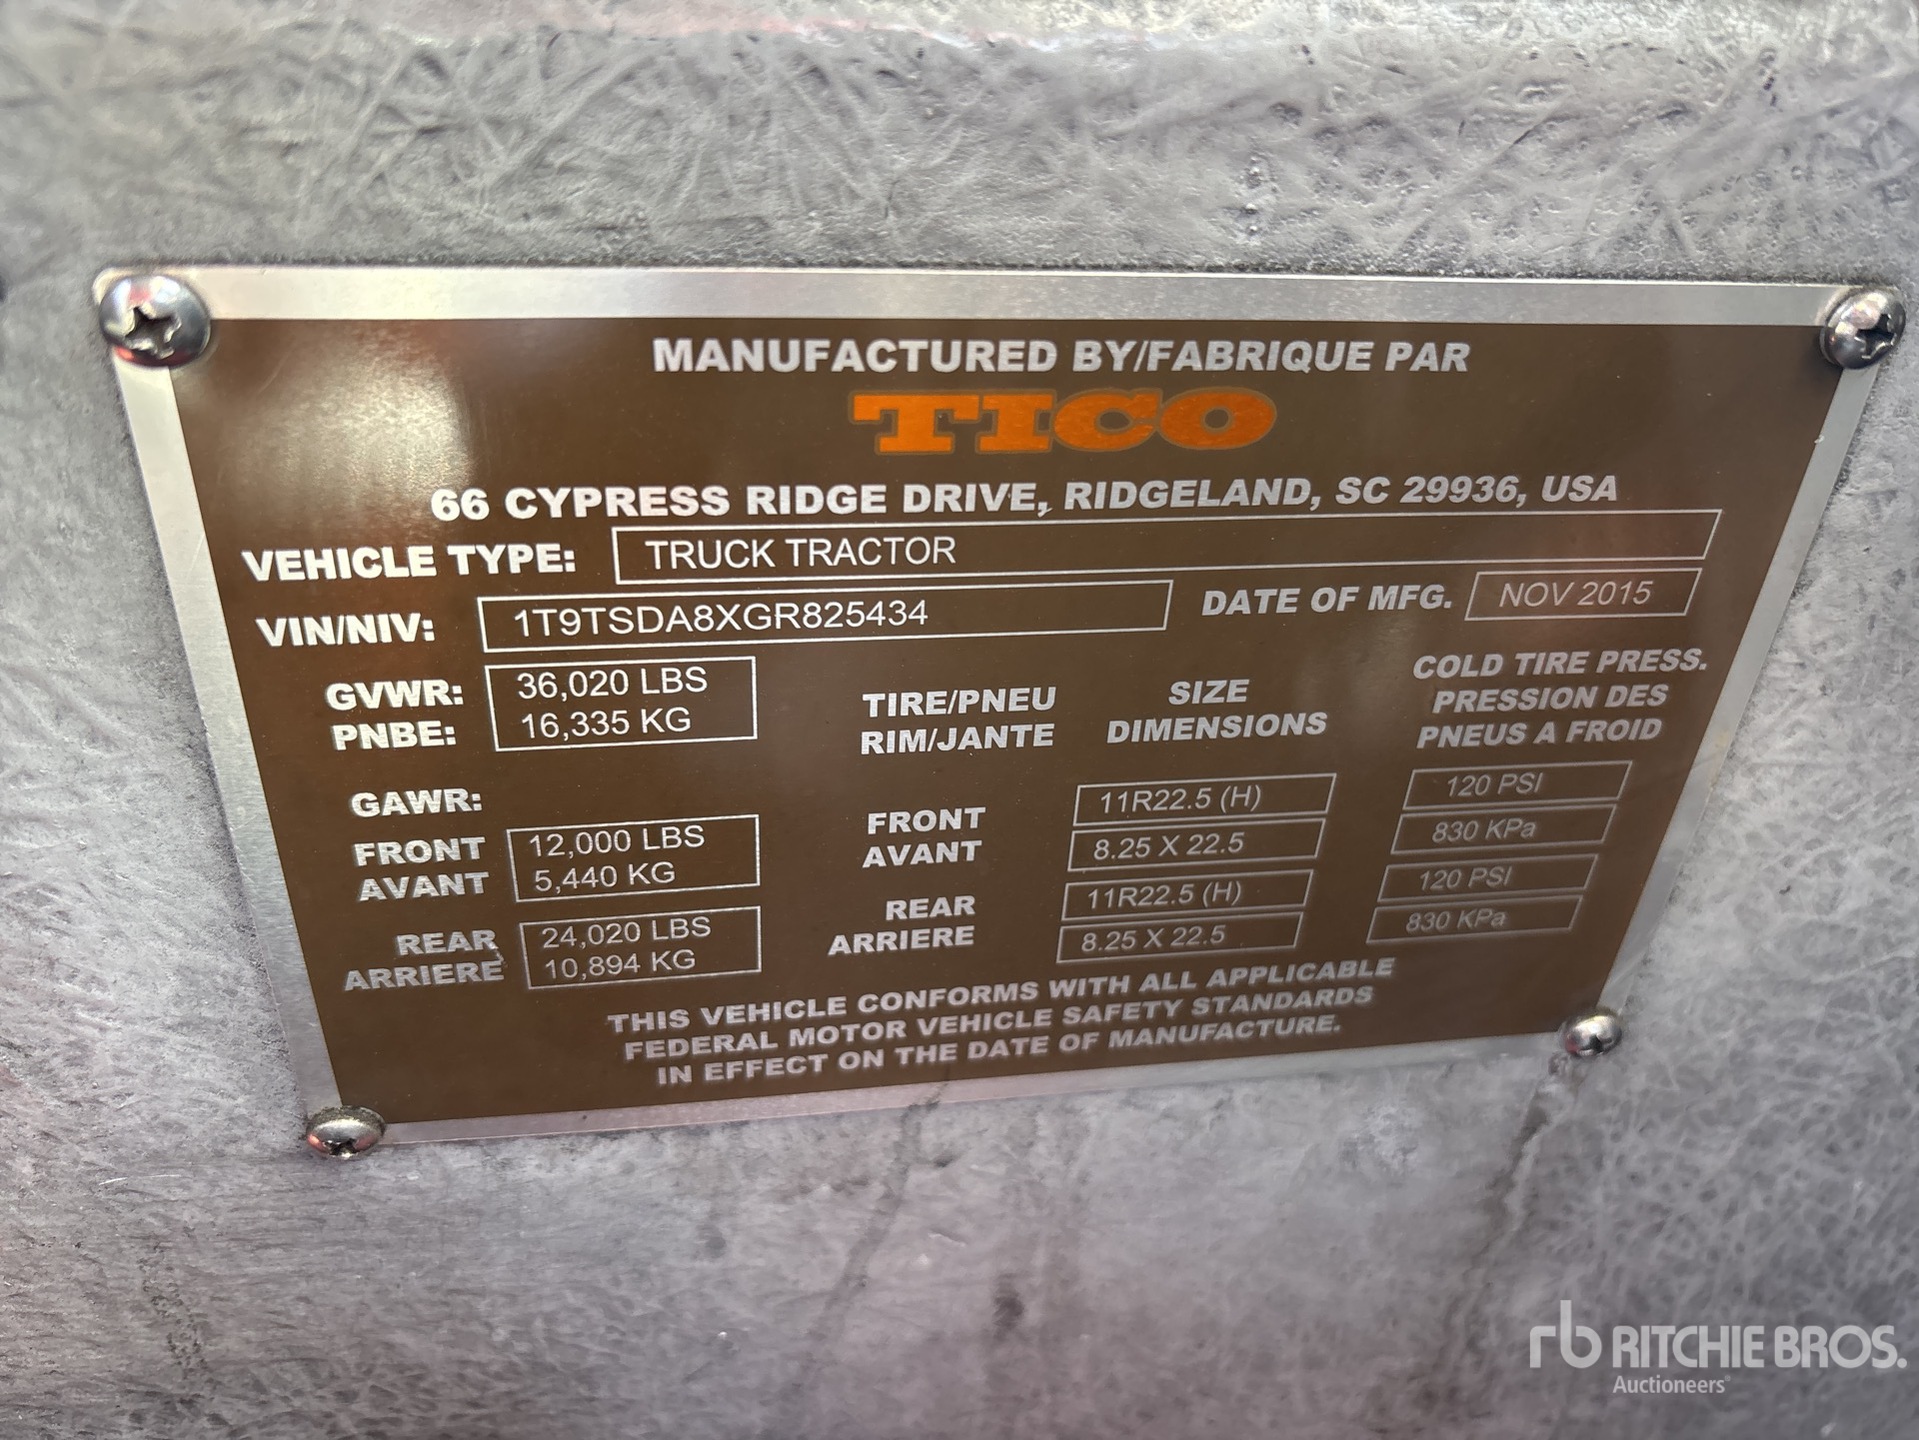 MANUFACTURED BY/FABRIQUE PAR
TICO
66 CYPRESS RIDGE DRIVE, RIDGELAND, SC 29936, USA
VEHICLE TYPE: TRUCK TRACTOR
VIN/NIV: 1T9TSDA8XGR825434 DATE OF MFG. NOV 2015
GVWR: 36,020 LBS
PNBE: 16,335 KG
TIRE/PNEU
RIM/JANTE
SIZE
DIMENSIONS
COLD TIRE PRESS.
PRESSION DES
PNEUS A FROID
GAWR:
FRONT 12,000 LBS
AVANT 5,440 KG
REAR 24,020 LBS
ARRIERE 10,894 KG
FRONT 11R22.5 (H) 120 PSI
AVANT 8.25 X 22.5 830 KPa
REAR 11R22.5 (H) 120 PSI
ARRIERE 8.25 X 22.5 830 KPa
THIS VEHICLE CONFORMS WITH ALL APPLICABLE
FEDERAL MOTOR VEHICLE SAFETY STANDARDS
IN EFFECT ON THE DATE OF MANUFACTURE.
rb RITCHIE BROS.
Auctioneers